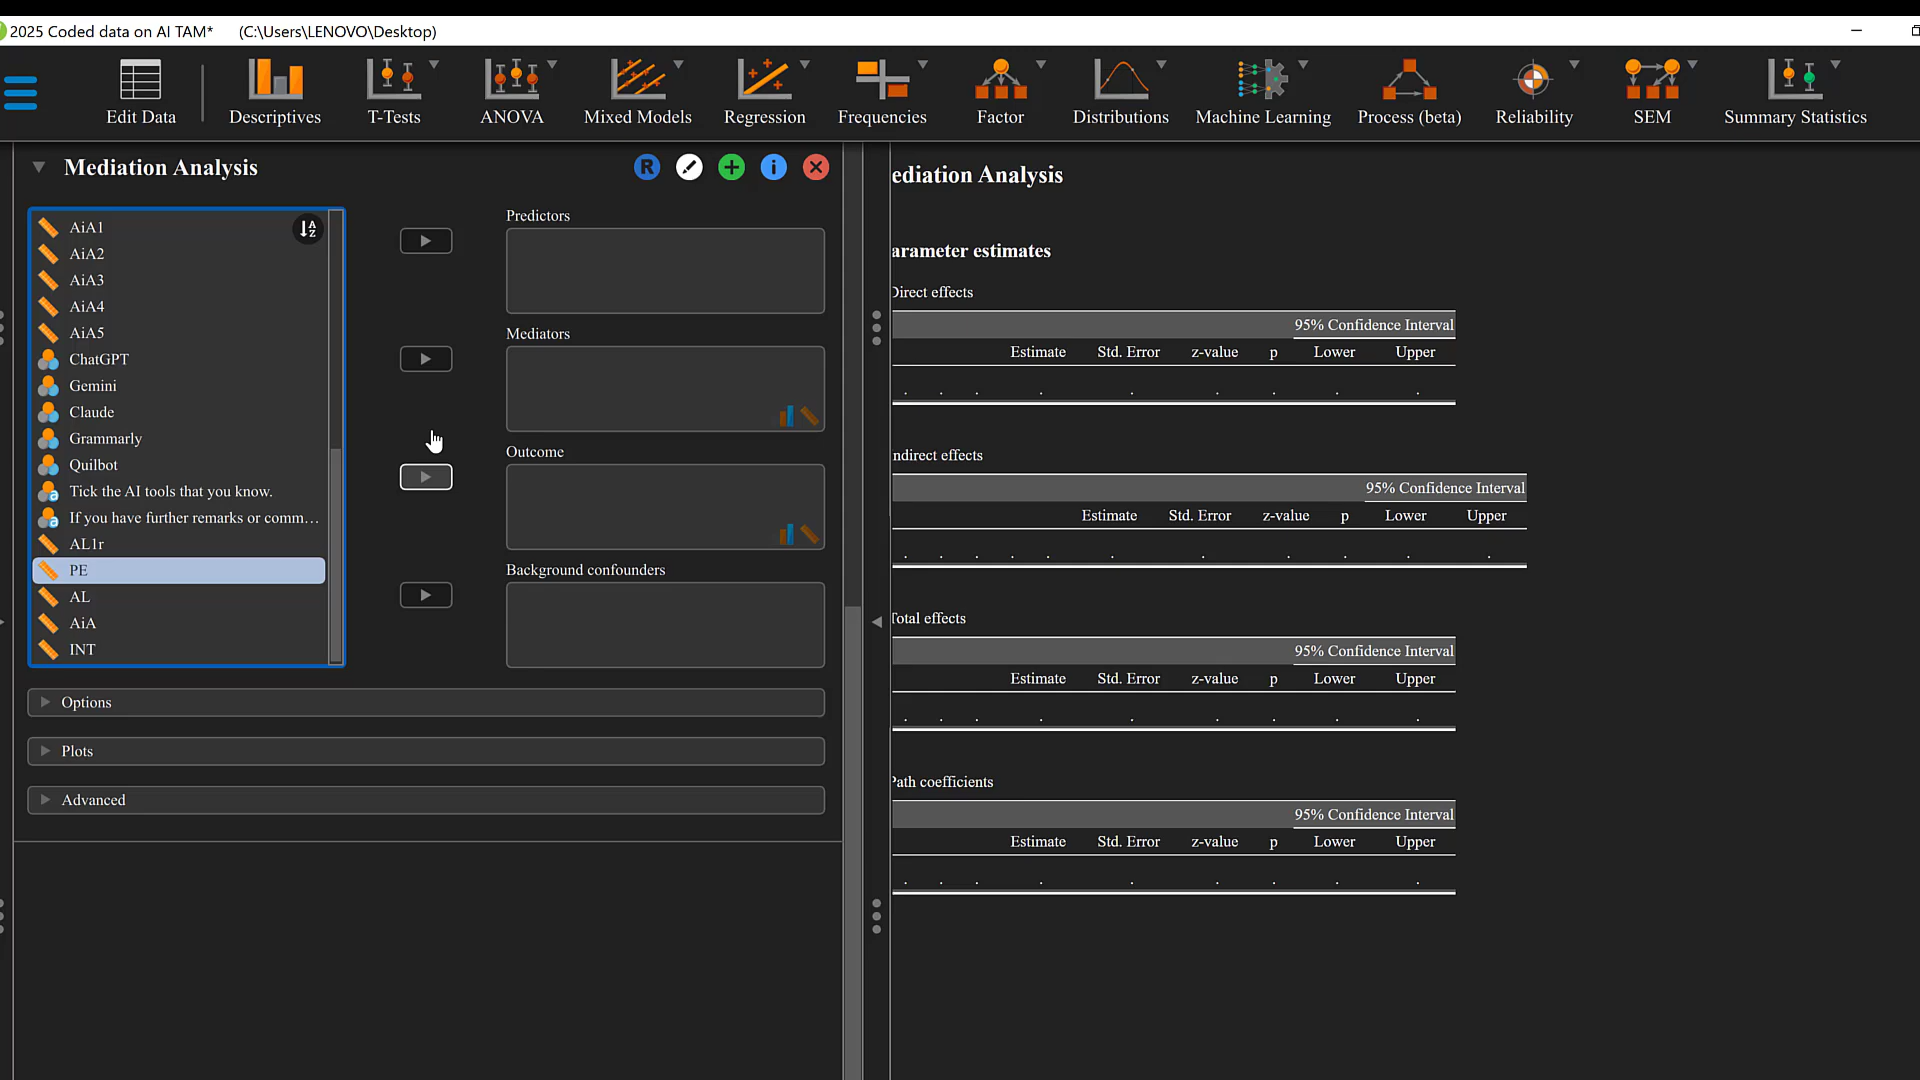 2025 Coded data on AI TAM* (C:\Users\LENOVO\Desktop)
Edit Data
Descriptives
T-Tests
ANOVA
Mixed Models
Regression
Frequencies
Factor
Distributions
Machine Learning
Process (beta)
Reliability
SEM
Summary Statistics
Mediation Analysis
R
i
AiA1
AiA2
AiA3
AiA4
AiA5
ChatGPT
Gemini
Claude
Grammarly
Quilbot
Tick the AI tools that you know.
If you have further remarks or comm...
AL1r
PE
AL
AiA
INT
A
Z
Predictors
Mediators
Outcome
Background confounders
Options
Plots
Advanced
ediation Analysis
arameter estimates
Direct effects
95% Confidence Interval
Estimate Std. Error z-value p Lower Upper
. . . . . . . . .
ndirect effects
95% Confidence Interval
Estimate Std. Error z-value p Lower Upper
. . . . . . . . . . .
Total effects
95% Confidence Interval
Estimate Std. Error z-value p Lower Upper
. . . . . . . . .
Path coefficients
95% Confidence Interval
Estimate Std. Error z-value p Lower Upper
. . . . . . . . .